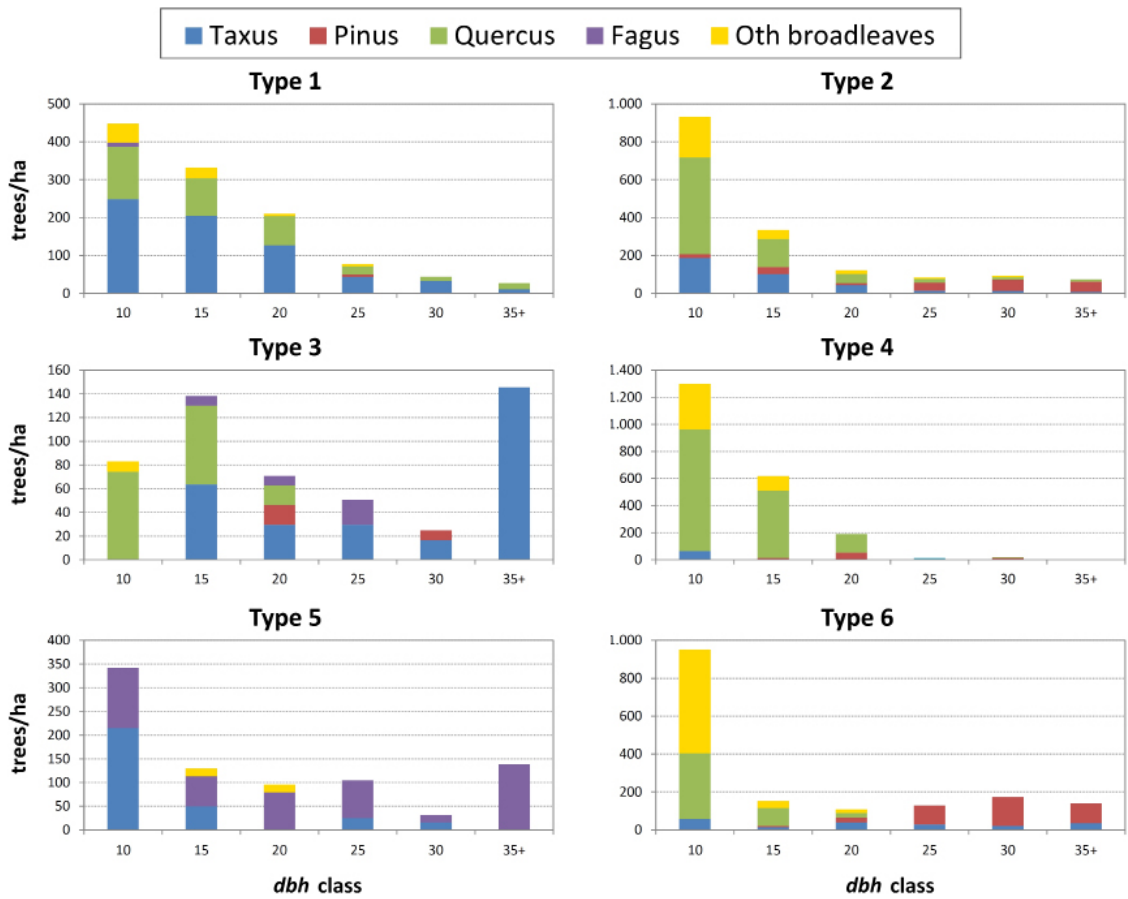 Taxus Pinus Quercus Fagus Oth broadleaves
Type 1
trees/ha
500
400
300
200
100
0
10 15 20 25 30 35+
Type 2
1.000
800
600
400
200
0
10 15 20 25 30 35+
Type 3
trees/ha
160
140
120
100
80
60
40
20
0
10 15 20 25 30 35+
Type 4
1.400
1.200
1.000
800
600
400
200
0
10 15 20 25 30 35+
Type 5
trees/ha
400
350
300
250
200
150
100
50
0
10 15 20 25 30 35+
dbh class
Type 6
1.000
800
600
400
200
0
10 15 20 25 30 35+
dbh class